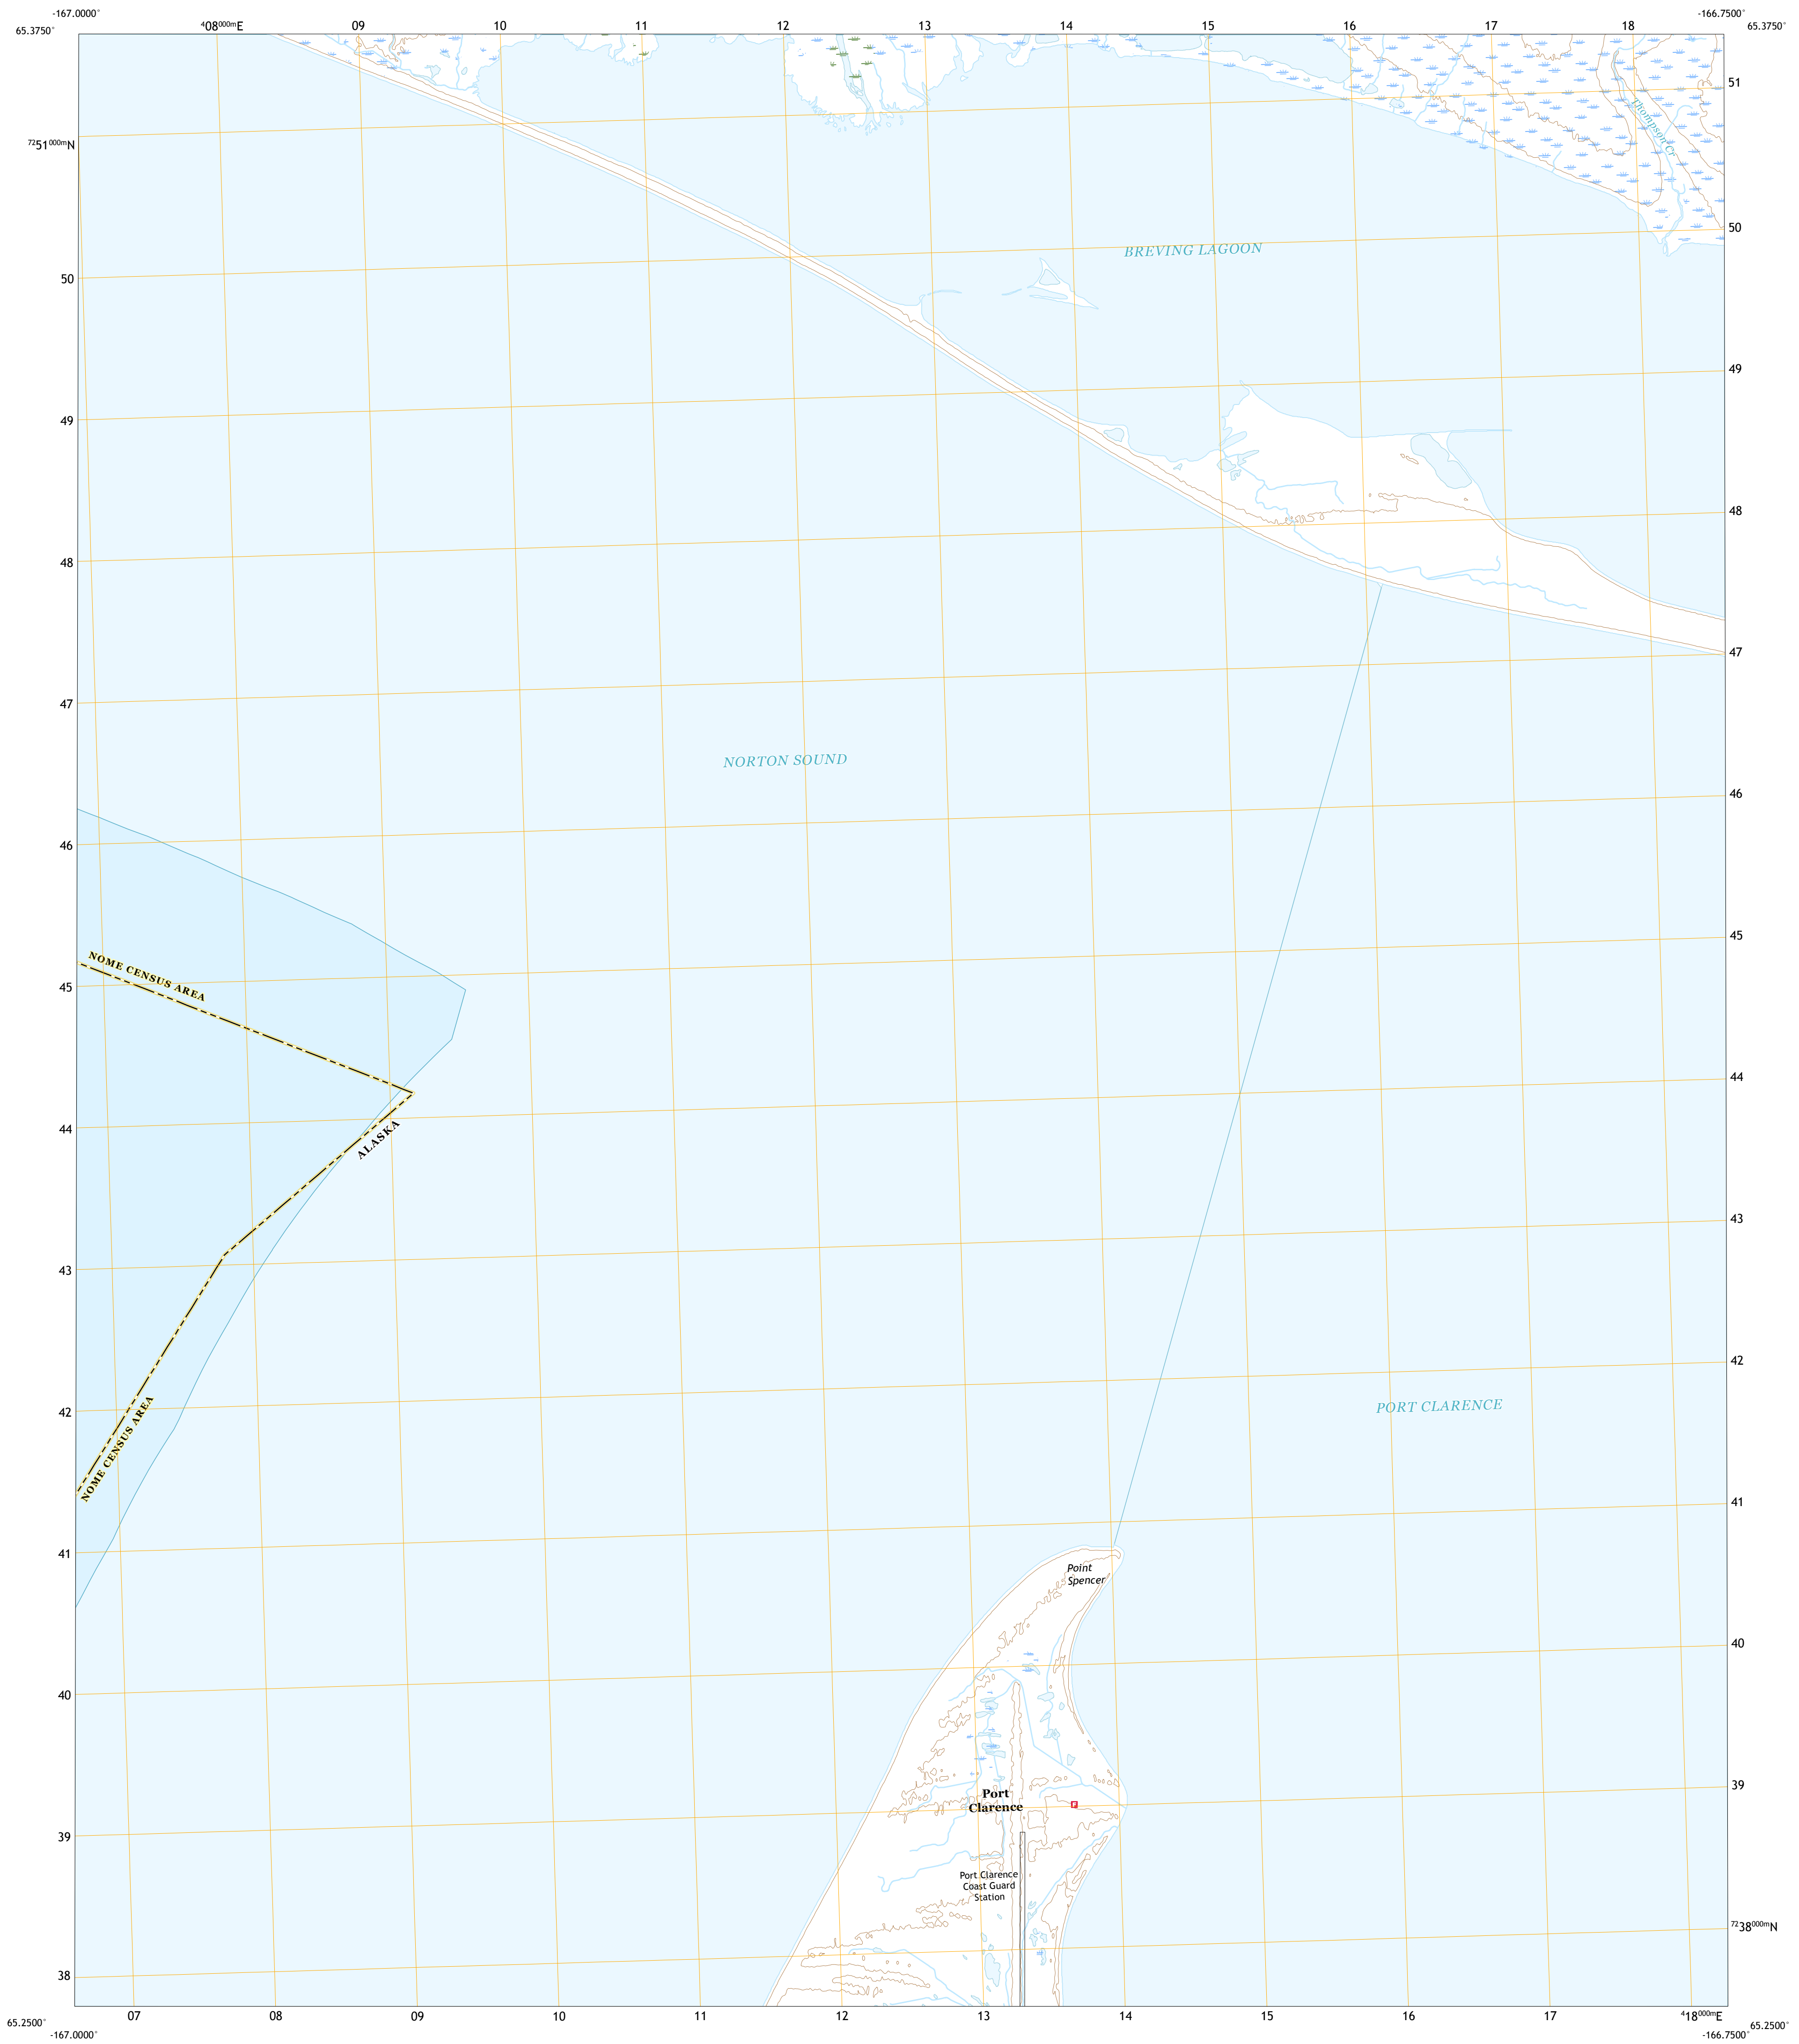 -167.0000°
-166.7500°
65.3750°
⁴08⁰⁰⁰ᵐE 09 10 11 12 13 14 15 16 17 18
65.3750°
51
Thompson Cr
⁷²51⁰⁰⁰ᵐN
50
BREVING LAGOON
50
49
49
48
48
47
47
NORTON SOUND
46
46
45
NOME CENSUS AREA
45
44
44
ALASKA
43
43
42
NOME CENSUS AREA
42
PORT CLARENCE
41
41
Point
Spencer
40
40
39
Port
Clarence
F
39
Port Clarence
Coast Guard
Station
⁷²38⁰⁰⁰ᵐN
38
07 08 09 10 11 12 13 14 15 16 17 ⁴18⁰⁰⁰ᵐE
65.2500°
65.2500°
-167.0000°
-166.7500°